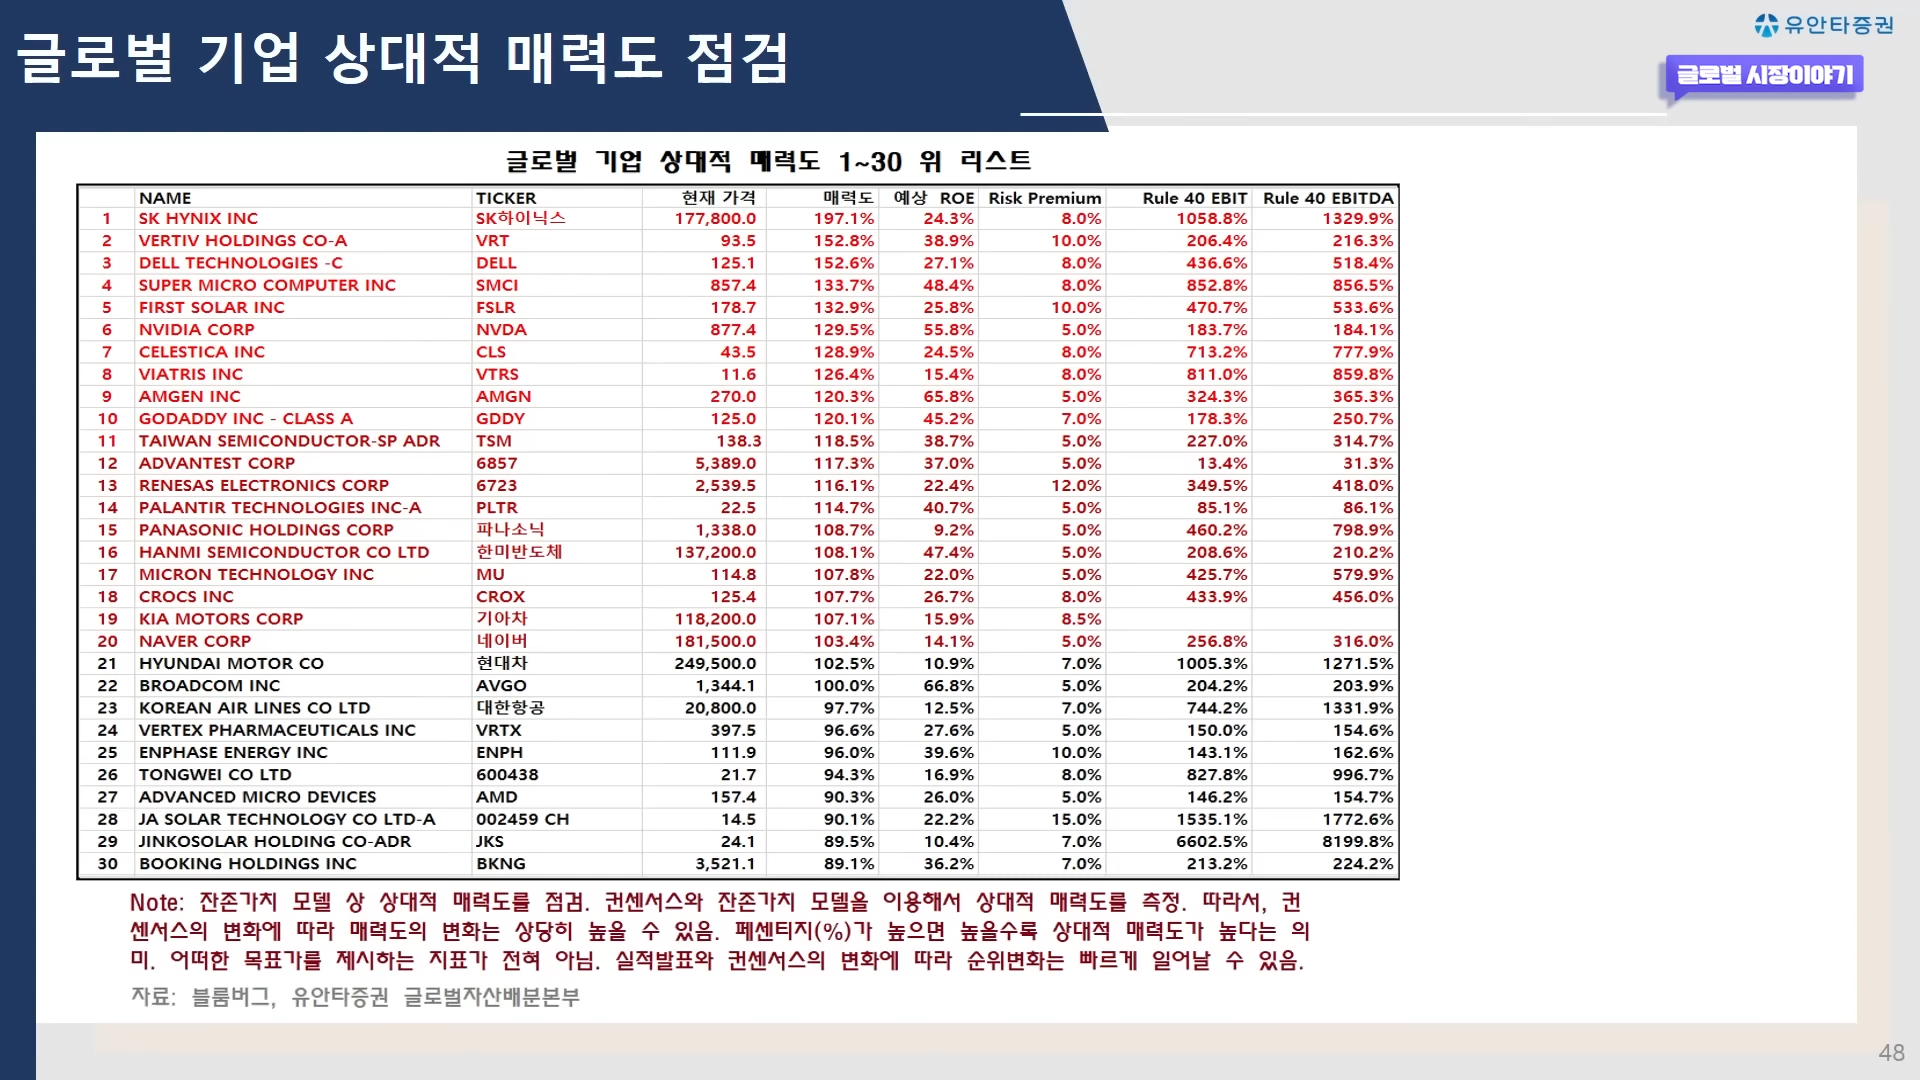 글로벌 기업 상대적 매력도 점검
유안타증권
글로벌 시장이야기
글로벌 기업 상대적 매력도 1~30 위 리스트
NAME TICKER 현재 가격 매력도 예상 ROE Risk Premium Rule 40 EBIT Rule 40 EBITDA
1 SK HYNIX INC SK하이닉스 177,800.0 197.1% 24.3% 8.0% 1058.8% 1329.9%
2 VERTIV HOLDINGS CO-A VRT 93.5 152.8% 38.9% 10.0% 206.4% 216.3%
3 DELL TECHNOLOGIES -C DELL 125.1 152.6% 27.1% 8.0% 436.6% 518.4%
4 SUPER MICRO COMPUTER INC SMCI 857.4 133.7% 48.4% 8.0% 852.8% 856.5%
5 FIRST SOLAR INC FSLR 178.7 132.9% 25.8% 10.0% 470.7% 533.6%
6 NVIDIA CORP NVDA 877.4 129.5% 55.8% 5.0% 183.7% 184.1%
7 CELESTICA INC CLS 43.5 128.9% 24.5% 8.0% 713.2% 777.9%
8 VIATRIS INC VTRS 11.6 126.4% 15.4% 8.0% 811.0% 859.8%
9 AMGEN INC AMGN 270.0 120.3% 65.8% 5.0% 324.3% 365.3%
10 GODADDY INC - CLASS A GDDY 125.0 120.1% 45.2% 7.0% 178.3% 250.7%
11 TAIWAN SEMICONDUCTOR-SP ADR TSM 138.3 118.5% 38.7% 5.0% 227.0% 314.7%
12 ADVANTEST CORP 6857 5,389.0 117.3% 37.0% 5.0% 13.4% 31.3%
13 RENESAS ELECTRONICS CORP 6723 2,539.5 116.1% 22.4% 12.0% 349.5% 418.0%
14 PALANTIR TECHNOLOGIES INC-A PLTR 22.5 114.7% 40.7% 5.0% 85.1% 86.1%
15 PANASONIC HOLDINGS CORP 파나소닉 1,338.0 108.7% 9.2% 5.0% 460.2% 798.9%
16 HANMI SEMICONDUCTOR CO LTD 한미반도체 137,200.0 108.1% 47.4% 5.0% 208.6% 210.2%
17 MICRON TECHNOLOGY INC MU 114.8 107.8% 22.0% 5.0% 425.7% 579.9%
18 CROCS INC CROX 125.4 107.7% 26.7% 8.0% 433.9% 456.0%
19 KIA MOTORS CORP 기아차 118,200.0 107.1% 15.9% 8.5%
20 NAVER CORP 네이버 181,500.0 103.4% 14.1% 5.0% 256.8% 316.0%
21 HYUNDAI MOTOR CO 현대차 249,500.0 102.5% 10.9% 7.0% 1005.3% 1271.5%
22 BROADCOM INC AVGO 1,344.1 100.0% 66.8% 5.0% 204.2% 203.9%
23 KOREAN AIR LINES CO LTD 대한항공 20,800.0 97.7% 12.5% 7.0% 744.2% 1331.9%
24 VERTEX PHARMACEUTICALS INC VRTX 397.5 96.6% 27.6% 5.0% 150.0% 154.6%
25 ENPHASE ENERGY INC ENPH 111.9 96.0% 39.6% 10.0% 143.1% 162.6%
26 TONGWEI CO LTD 600438 21.7 94.3% 16.9% 8.0% 827.8% 996.7%
27 ADVANCED MICRO DEVICES AMD 157.4 90.3% 26.0% 5.0% 146.2% 154.7%
28 JA SOLAR TECHNOLOGY CO LTD-A 002459 CH 14.5 90.1% 22.2% 15.0% 1535.1% 1772.6%
29 JINKOSOLAR HOLDING CO-ADR JKS 24.1 89.5% 10.4% 7.0% 6602.5% 8199.8%
30 BOOKING HOLDINGS INC BKNG 3,521.1 89.1% 36.2% 7.0% 213.2% 224.2%
Note: 잔존가치 모델 상 상대적 매력도를 점검. 컨센서스와 잔존가치 모델을 이용해서 상대적 매력도를 측정. 따라서, 컨
센서스의 변화에 따라 매력도의 변화는 상당히 높을 수 있음. 페센티지(%)가 높으면 높을수록 상대적 매력도가 높다는 의
미. 어떠한 목표가를 제시하는 지표가 전혀 아님. 실적발표와 컨센서스의 변화에 따라 순위변화는 빠르게 일어날 수 있음.
자료: 블룸버그, 유안타증권 글로벌자산배분본부
48